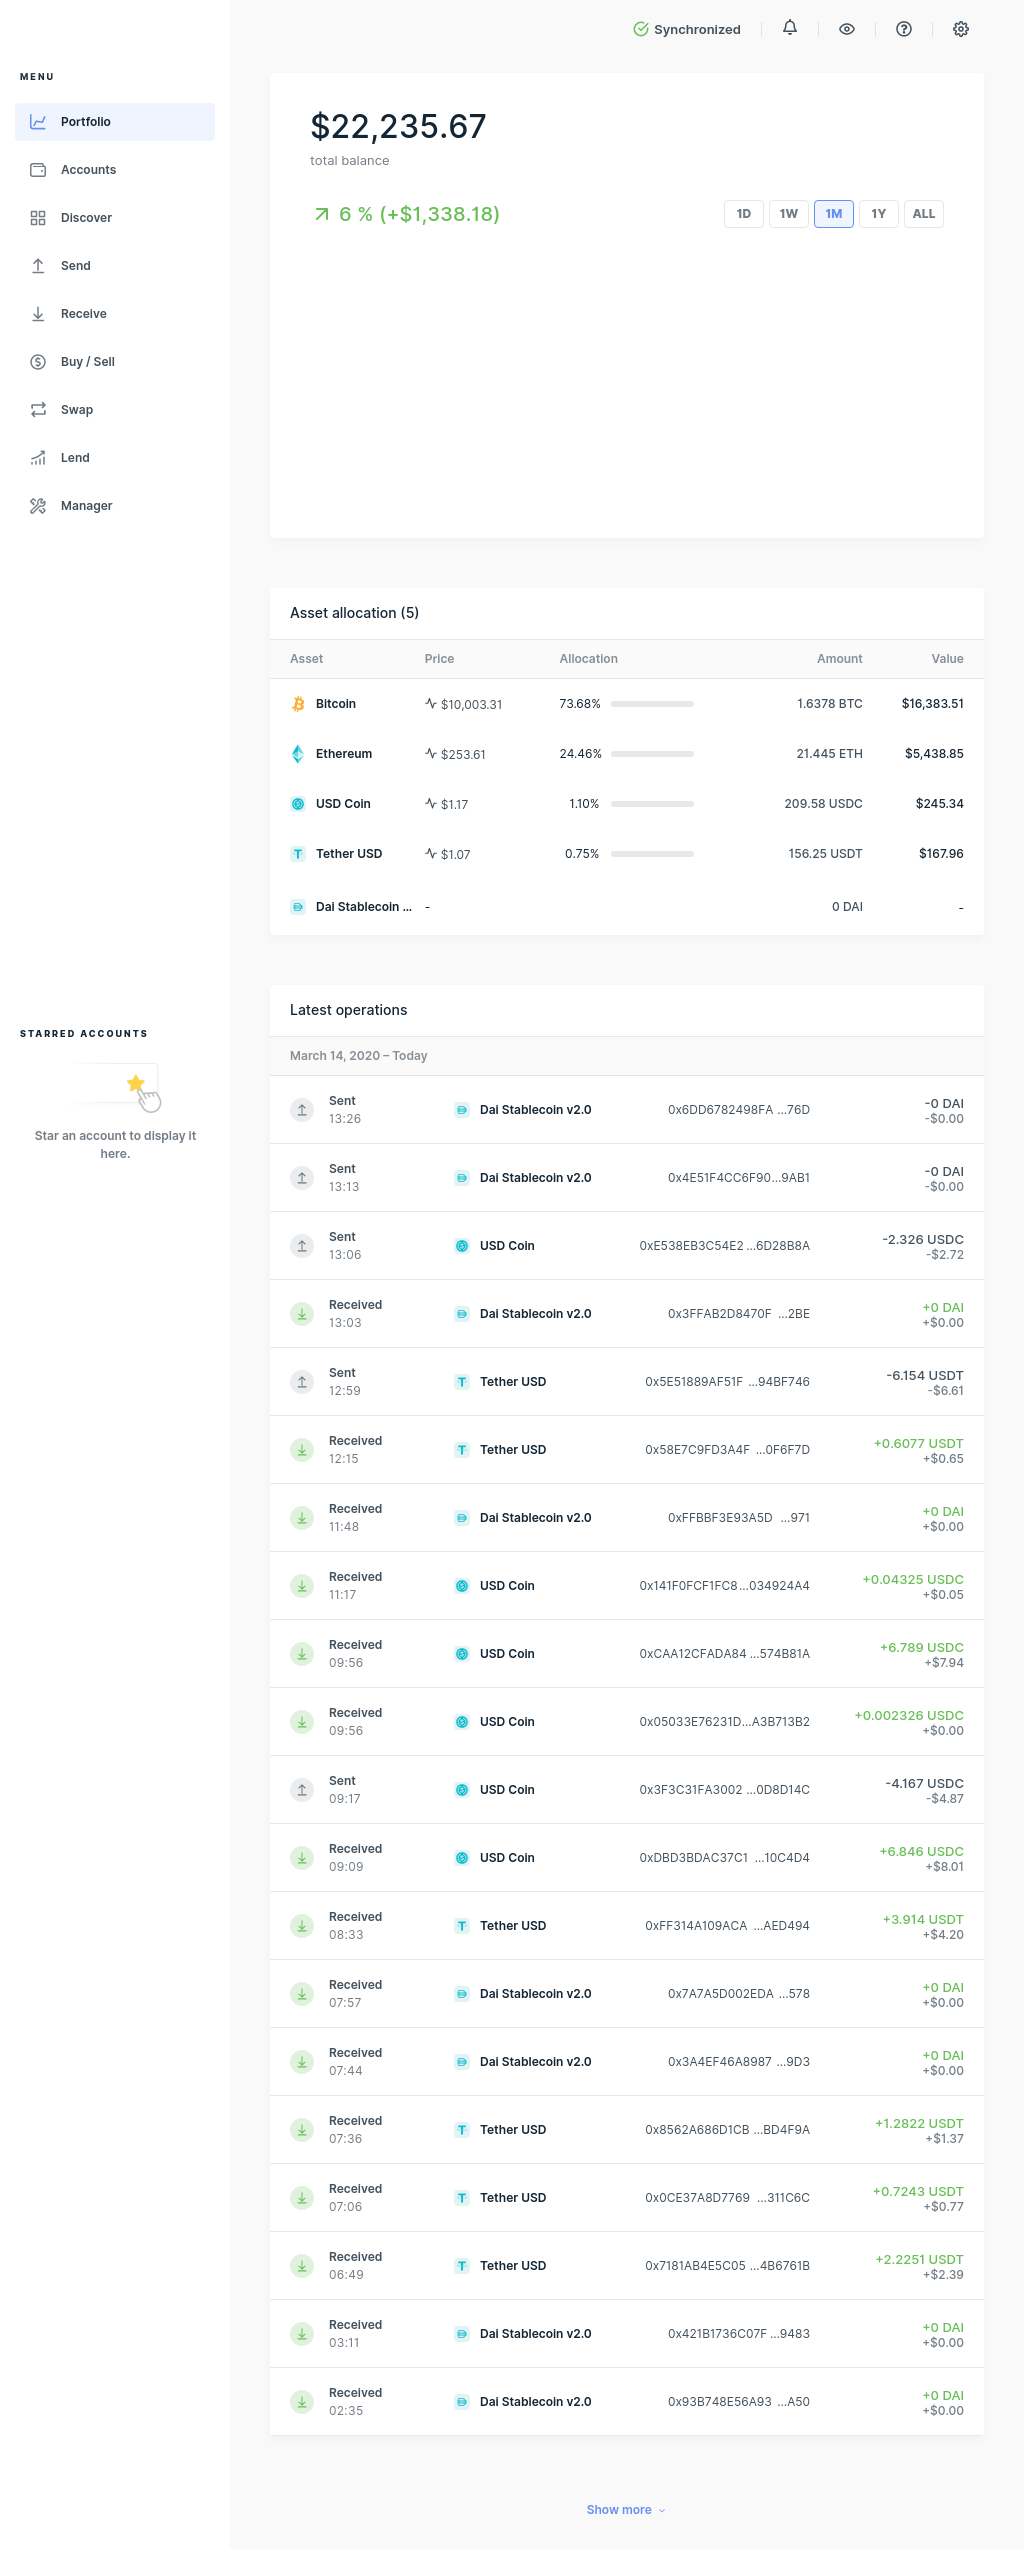 Synchronized
MENU
Portfolio
Accounts
Discover
Send
Receive
Buy / Sell
Swap
Lend
Manager
STARRED ACCOUNTS
Star an account to display it
here.
$22,235.67
total balance
6 % (+$1,338.18)
1D 1W 1M 1Y ALL
Asset allocation (5)
Asset Price Allocation Amount Value
Bitcoin $10,003.31 73.68% 1.6378 BTC $16,383.51
Ethereum $253.61 24.46% 21.445 ETH $5,438.85
USD Coin $1.17 1.10% 209.58 USDC $245.34
Tether USD $1.07 0.75% 156.25 USDT $167.96
Dai Stablecoin ... - 0 DAI -
Latest operations
March 14, 2020 – Today
Sent
13:26
Dai Stablecoin v2.0 0x6DD6782498FA ...76D
-0 DAI
-$0.00
Sent
13:13
Dai Stablecoin v2.0 0x4E51F4CC6F90...9AB1
-0 DAI
-$0.00
Sent
13:06
USD Coin 0xE538EB3C54E2 ...6D28B8A
-2.326 USDC
-$2.72
Received
13:03
Dai Stablecoin v2.0 0x3FFAB2D8470F ...2BE
+0 DAI
+$0.00
Sent
12:59
Tether USD 0x5E51889AF51F ...94BF746
-6.154 USDT
-$6.61
Received
12:15
Tether USD 0x58E7C9FD3A4F ...0F6F7D
+0.6077 USDT
+$0.65
Received
11:48
Dai Stablecoin v2.0 0xFFBBF3E93A5D ...971
+0 DAI
+$0.00
Received
11:17
USD Coin 0x141F0FCF1FC8...034924A4
+0.04325 USDC
+$0.05
Received
09:56
USD Coin 0xCAA12CFADA84 ...574B81A
+6.789 USDC
+$7.94
Received
09:56
USD Coin 0x05033E76231D...A3B713B2
+0.002326 USDC
+$0.00
Sent
09:17
USD Coin 0x3F3C31FA3002 ...0D8D14C
-4.167 USDC
-$4.87
Received
09:09
USD Coin 0xDBD3BDAC37C1 ...10C4D4
+6.846 USDC
+$8.01
Received
08:33
Tether USD 0xFF314A109ACA ...AED494
+3.914 USDT
+$4.20
Received
07:57
Dai Stablecoin v2.0 0x7A7A5D002EDA ...578
+0 DAI
+$0.00
Received
07:44
Dai Stablecoin v2.0 0x3A4EF46A8987 ...9D3
+0 DAI
+$0.00
Received
07:36
Tether USD 0x8562A686D1CB ...BD4F9A
+1.2822 USDT
+$1.37
Received
07:06
Tether USD 0x0CE37A8D7769 ...311C6C
+0.7243 USDT
+$0.77
Received
06:49
Tether USD 0x7181AB4E5C05 ...4B6761B
+2.2251 USDT
+$2.39
Received
03:11
Dai Stablecoin v2.0 0x421B1736C07F ...9483
+0 DAI
+$0.00
Received
02:35
Dai Stablecoin v2.0 0x93B748E56A93 ...A50
+0 DAI
+$0.00
Show more